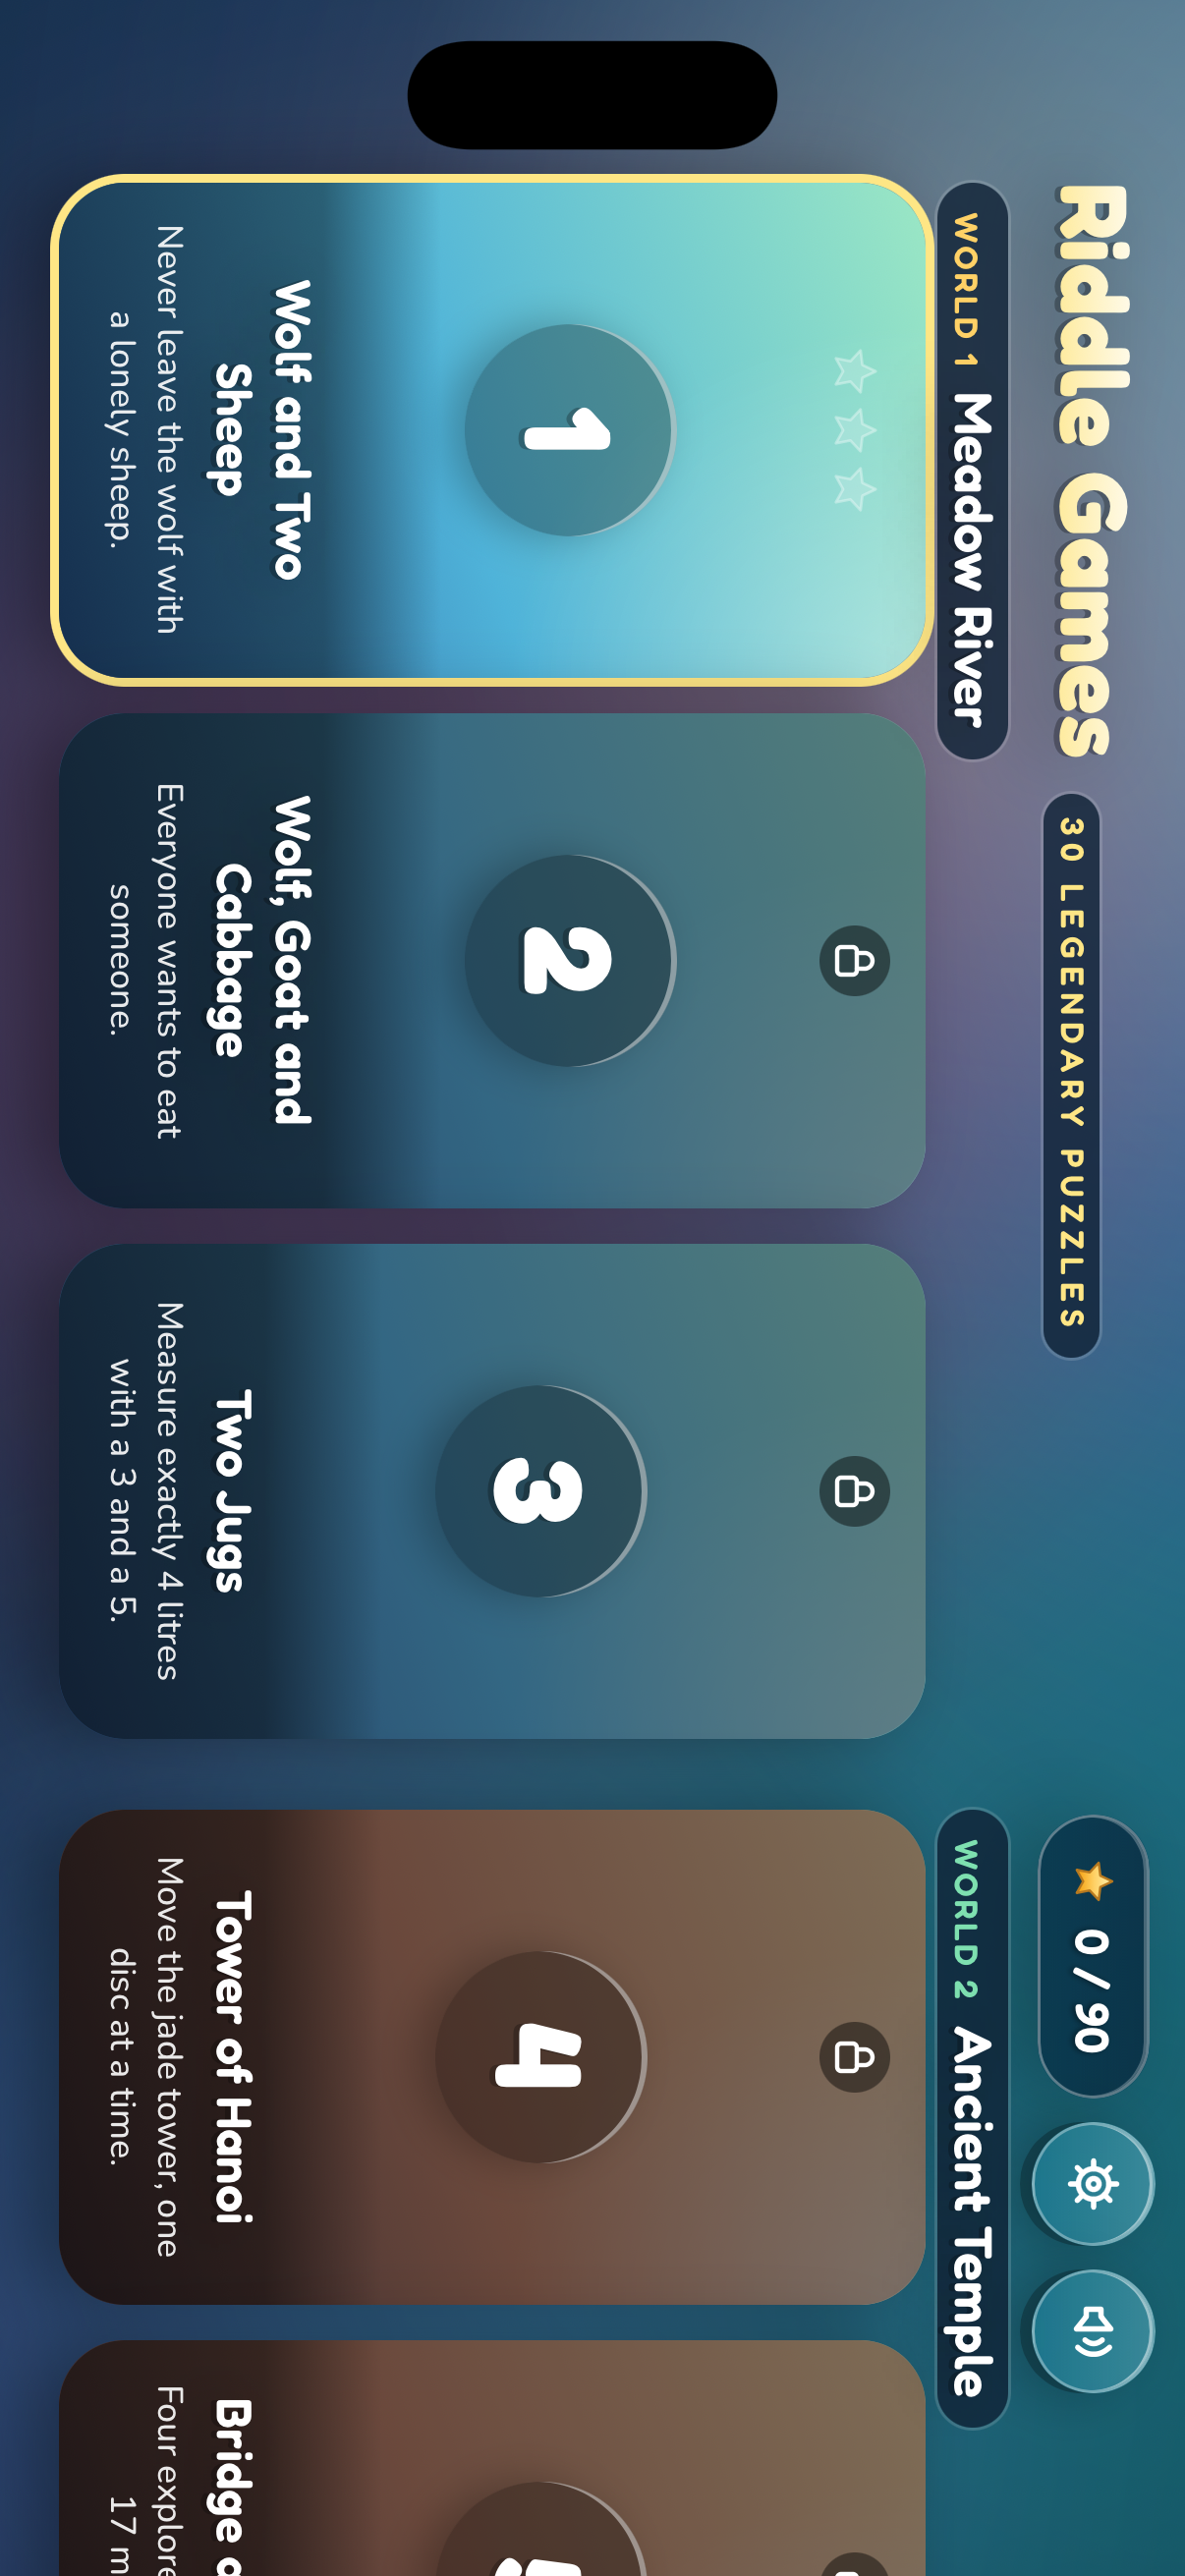 Riddle Games
30 LEGENDARY PUZZLES
0 / 90
WORLD 1 Meadow River
1
Wolf and Two
Sheep
Never leave the wolf with
a lonely sheep.
2
Wolf, Goat and
Cabbage
Everyone wants to eat
someone.
3
Two Jugs
Measure exactly 4 litres
with a 3 and a 5.
WORLD 2 Ancient Temple
4
Tower of Hanoi
Move the jade tower, one
disc at a time.
Bridge
Four
17